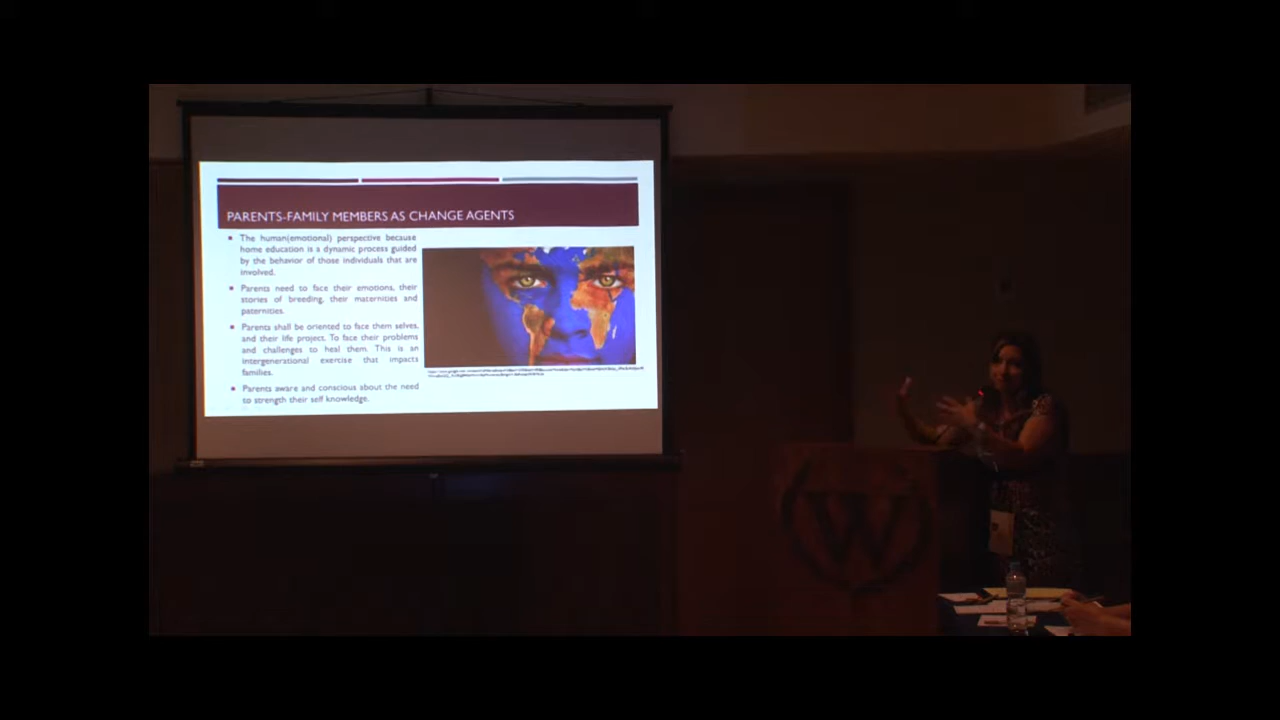 PARENTS-FAMILY MEMBERS AS CHANGE AGENTS
The human(emotional) perspective because
home education is a dynamic process guided
by the behavior of those individuals that are
involved.
Parents need to face their emotions, their
stories of breeding, their maternities and
paternities.
Parents shall be oriented to face them selves,
and their life project. To face their problems
and challenges to heal them. This is an
intergenerational exercise that impacts
families.
Parents aware and conscious about the need
to strength their self knowledge.
W